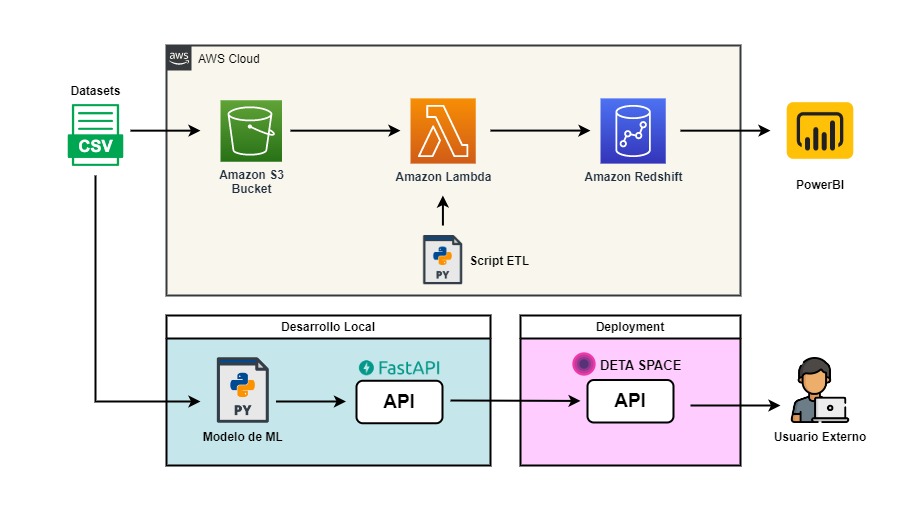 aws
AWS Cloud
Datasets
CSV
Amazon S3
Bucket
Amazon Lambda
Amazon Redshift
PowerBI
PY
Script ETL
Desarrollo Local
Deployment
PY
Modelo de ML
FastAPI
API
DETA SPACE
API
Usuario Externo